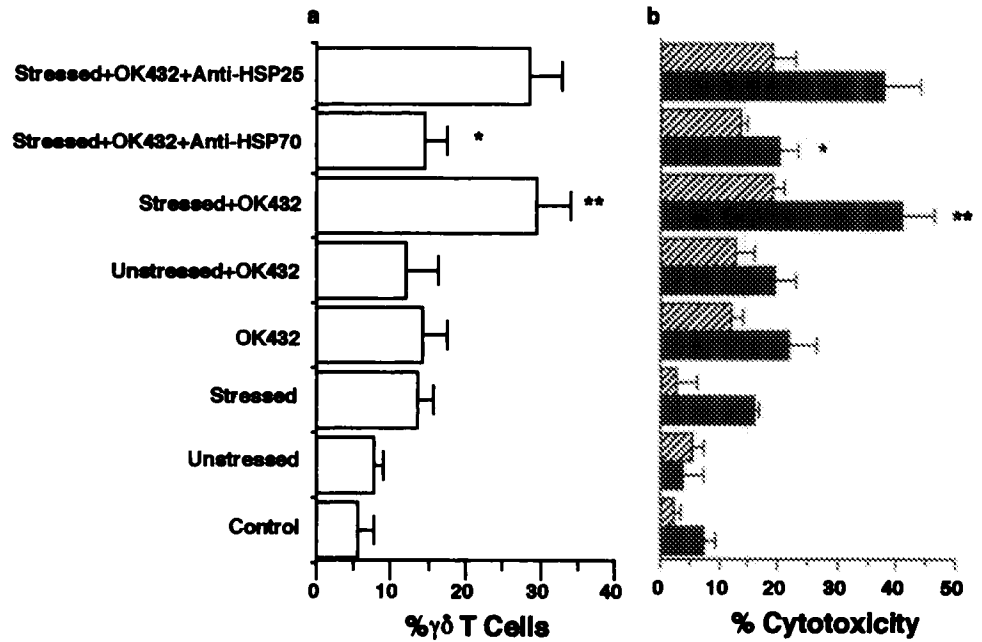 a
b
Stressed+OK432+Anti-HSP25
Stressed+OK432+Anti-HSP70
*
*
Stressed+OK432
**
**
Unstressed+OK432
OK432
Stressed
Unstressed
Control
0 10 20 30 40
0 10 20 30 40 50
%γδ T Cells
% Cytotoxicity